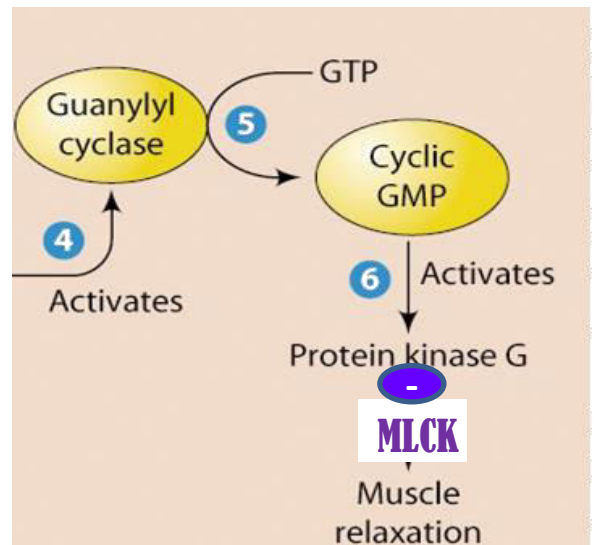 GTP
Guanylyl
cyclase
5
Cyclic
GMP
4
Activates
6
Activates
Protein kinase G
-
MLCK
Muscle
relaxation